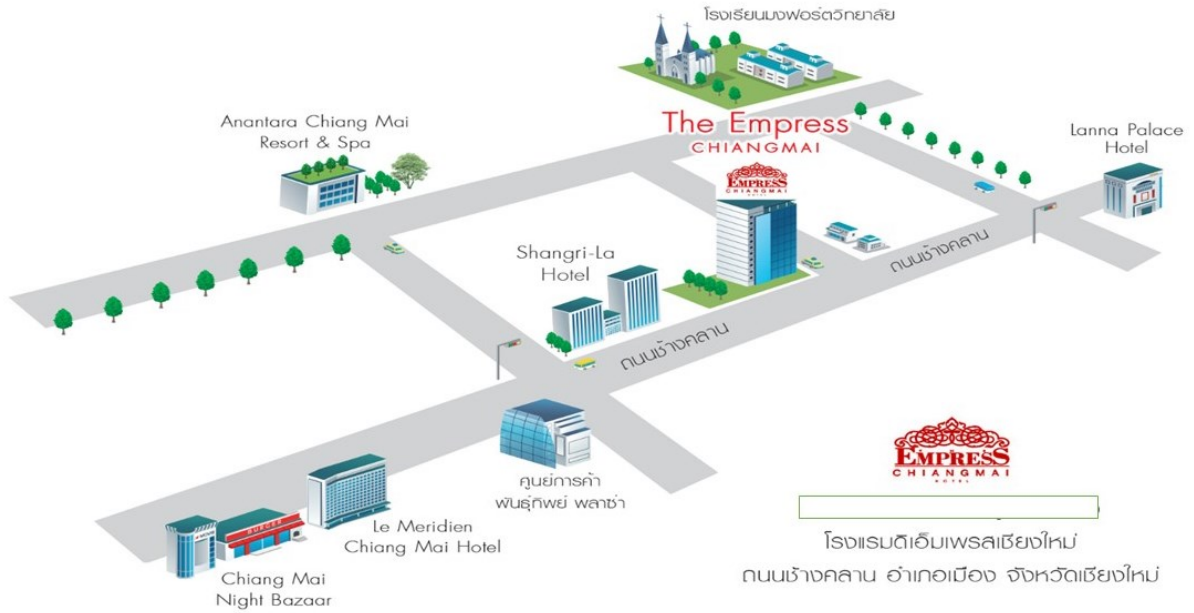 โรงเรียนมงฟอร์ตวิทยาลัย
The Empress
CHIANGMAI
EMPRESS
CHIANGMAI
HOTEL
Anantara Chiang Mai
Resort & Spa
Lanna Palace
Hotel
Shangri-La
Hotel
ถนนช้างคลาน
ถนนช้างคลาน
ศูนย์การค้า
พันธุ์ทิพย์ พลาซ่า
BURGER
Le Meridien
Chiang Mai Hotel
Chiang Mai
Night Bazaar
EMPRESS
CHIANGMAI
HOTEL
โรงแรมดิเอ็มเพรสเชียงใหม่
ถนนช้างคลาน อำเภอเมือง จังหวัดเชียงใหม่